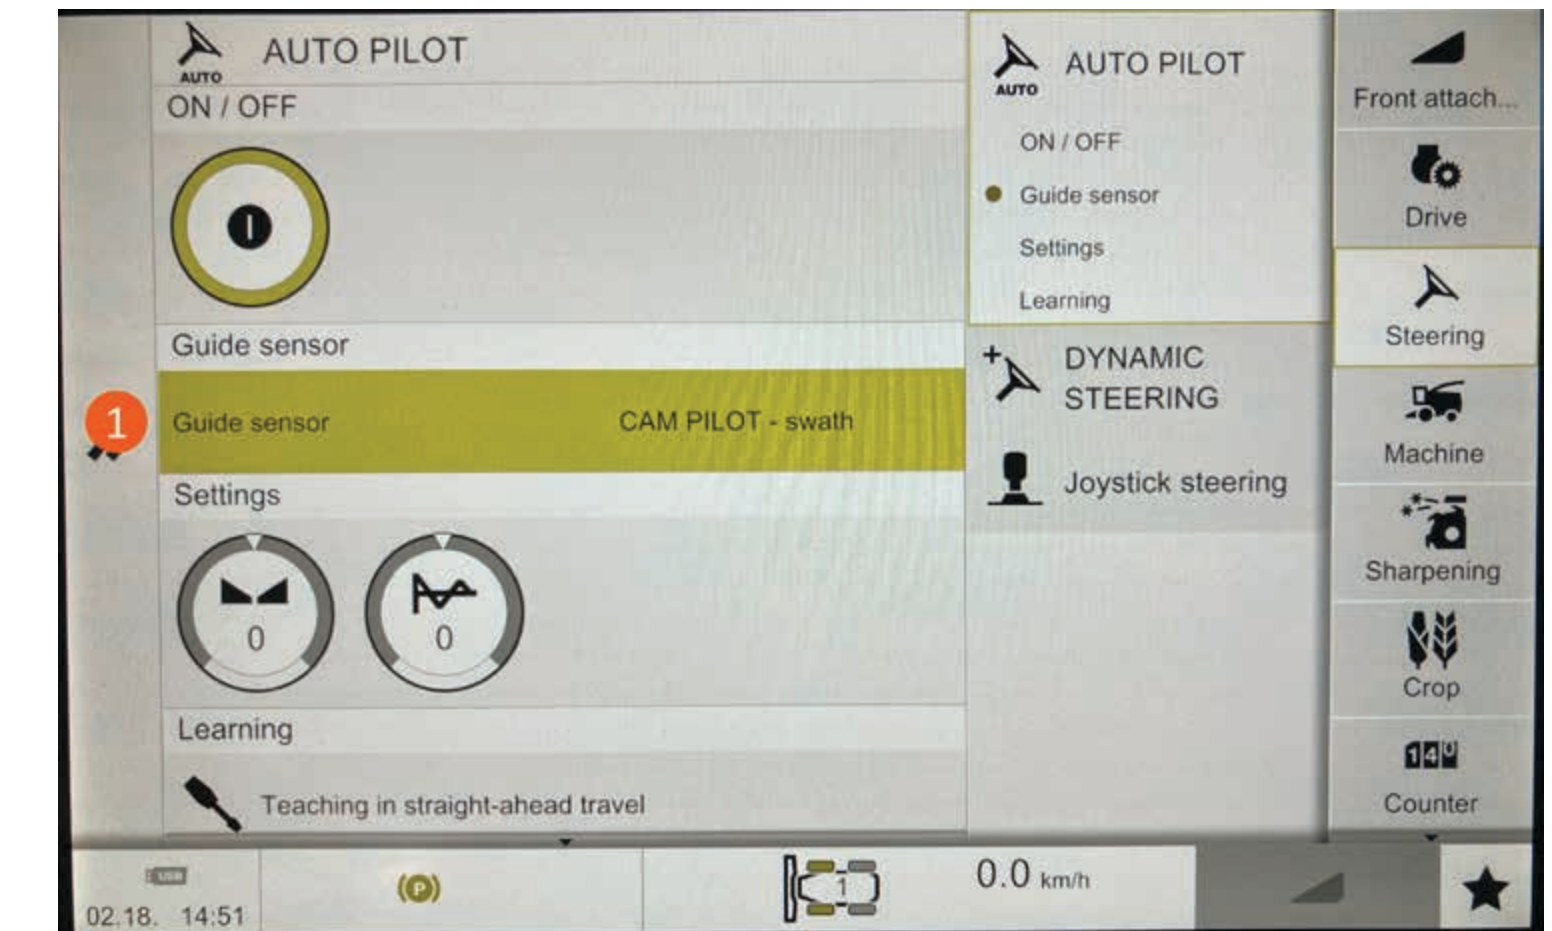 AUTO
AUTO PILOT
ON / OFF
Guide sensor
1
Guide sensor
CAM PILOT - swath
Settings
0
0
Learning
Teaching in straight-ahead travel
AUTO
AUTO PILOT
ON / OFF
Guide sensor
Settings
Learning
DYNAMIC
STEERING
Joystick steering
Front attach...
Drive
Steering
Machine
Sharpening
Crop
140
Counter
USB
02.18. 14:51
(P)
1
0.0 km/h